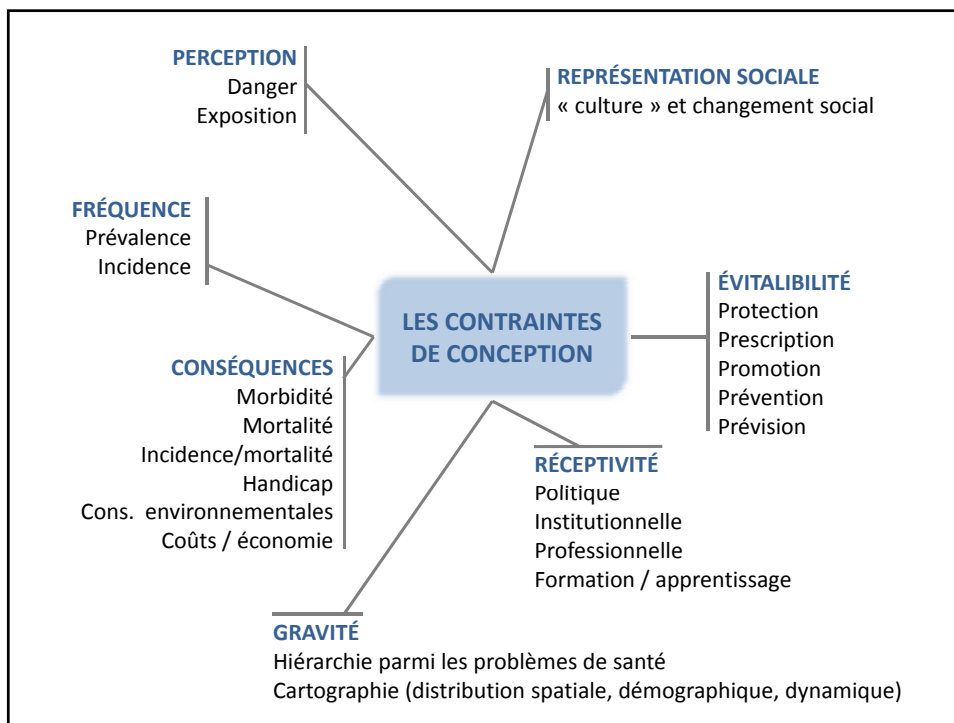 PERCEPTION
Danger
Exposition
REPRÉSENTATION SOCIALE
« culture » et changement social
FRÉQUENCE
Prévalence
Incidence
LES CONTRAINTES
DE CONCEPTION
ÉVITALIBILITÉ
Protection
Prescription
Promotion
Prévention
Prévision
CONSÉQUENCES
Morbidité
Mortalité
Incidence/mortalité
Handicap
Cons. environnementales
Coûts / économie
RÉCEPTIVITÉ
Politique
Institutionnelle
Professionnelle
Formation / apprentissage
GRAVITÉ
Hiérarchie parmi les problèmes de santé
Cartographie (distribution spatiale, démographique, dynamique)